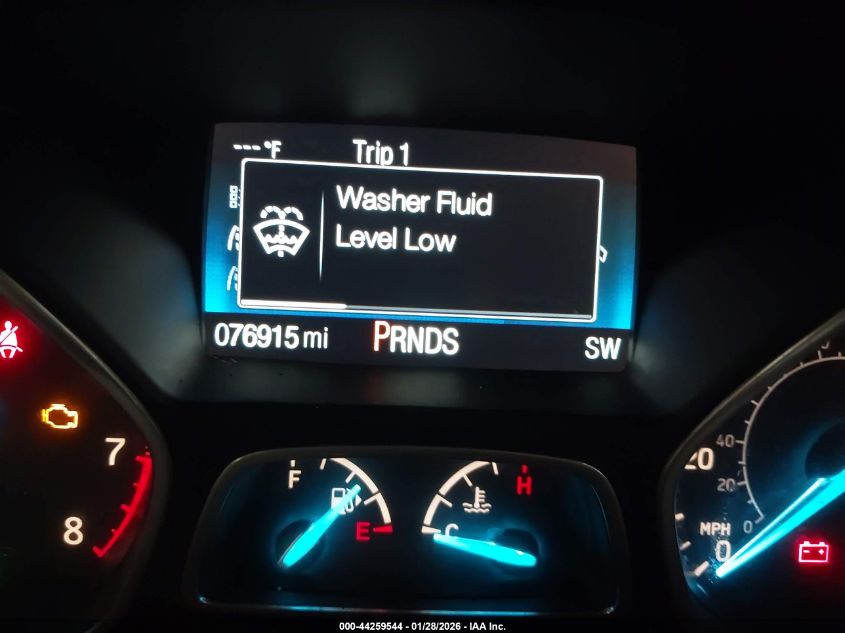 ---°F Trip 1
Washer Fluid
Level Low
076915 mi PRNDS SW
7
8
F
E
H
C
20
40
20
MPH 0
0
000-44259544 | 01/28/2026 - IAA Inc.